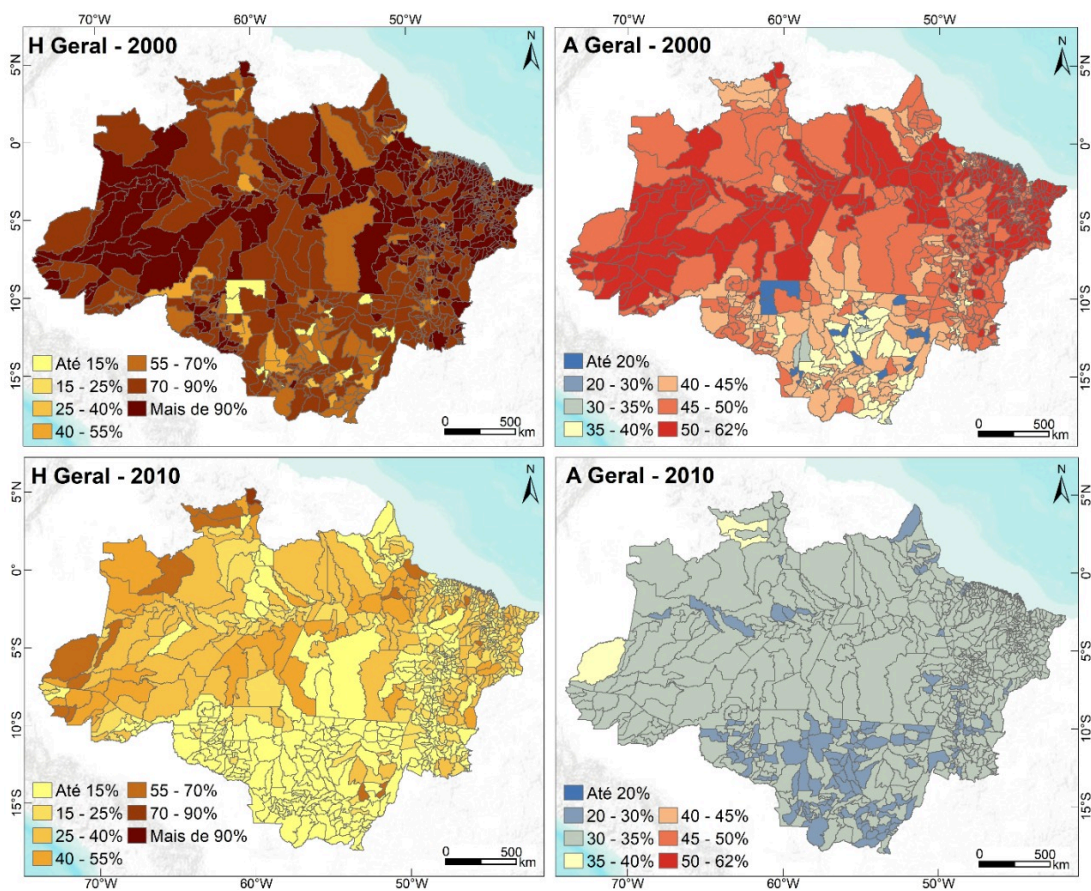 70°W 60°W 50°W
70°W 60°W 50°W
H Geral - 2000
N
5°N
0°
5°S
10°S
15°S
Até 15%
15 - 25%
25 - 40%
40 - 55%
55 - 70%
70 - 90%
Mais de 90%
0 500
km
A Geral - 2000
N
5°N
0°
5°S
10°S
15°S
Até 20%
20 - 30%
30 - 35%
35 - 40%
40 - 45%
45 - 50%
50 - 62%
0 500
km
H Geral - 2010
N
5°N
0°
5°S
10°S
15°S
Até 15%
15 - 25%
25 - 40%
40 - 55%
55 - 70%
70 - 90%
Mais de 90%
0 500
km
A Geral - 2010
N
5°N
0°
5°S
10°S
15°S
Até 20%
20 - 30%
30 - 35%
35 - 40%
40 - 45%
45 - 50%
50 - 62%
0 500
km
70°W 60°W 50°W
70°W 60°W 50°W